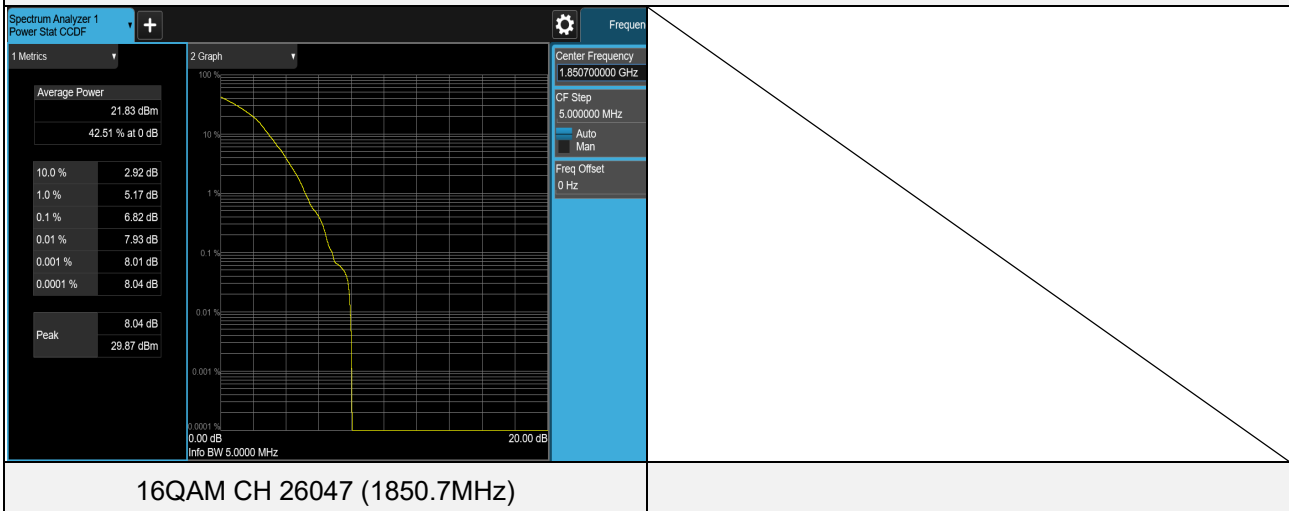 Spectrum Analyzer 1
Power Stat CCDF
+
Frequen
1 Metrics
2 Graph
Average Power
21.83 dBm
42.51 % at 0 dB
10.0 % 2.92 dB
1.0 % 5.17 dB
0.1 % 6.82 dB
0.01 % 7.93 dB
0.001 % 8.01 dB
0.0001 % 8.04 dB
Peak
8.04 dB
29.87 dBm
100 %
10 %
1 %
0.1 %
0.01 %
0.001 %
0.0001 %
0.00 dB 20.00 dB
Info BW 5.0000 MHz
Center Frequency
1.850700000 GHz
CF Step
5.000000 MHz
Auto
Man
Freq Offset
0 Hz
16QAM CH 26047 (1850.7MHz)